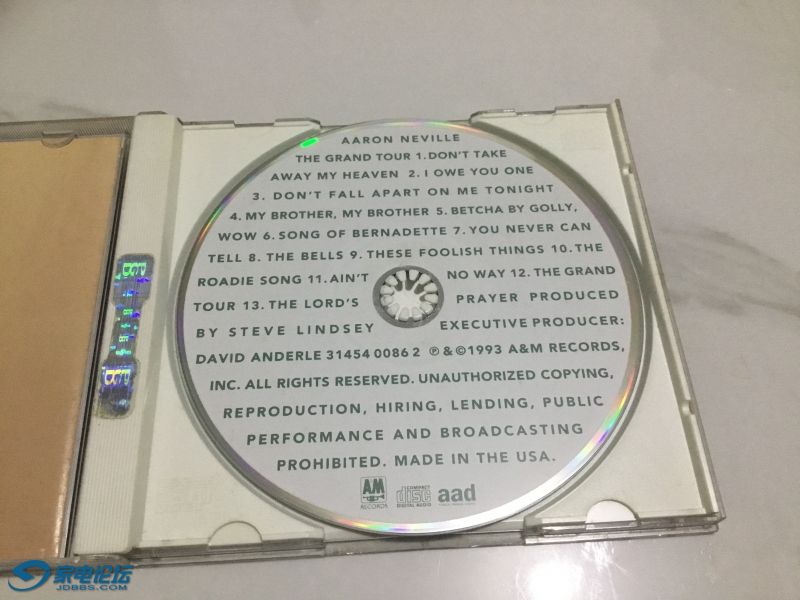 AARON NEVILLE
THE GRAND TOUR 1. DON'T TAKE
AWAY MY HEAVEN 2. I OWE YOU ONE
3. DON'T FALL APART ON ME TONIGHT
4. MY BROTHER, MY BROTHER 5. BETCHA BY GOLLY,
WOW 6. SONG OF BERNADETTE 7. YOU NEVER CAN
TELL 8. THE BELLS 9. THESE FOOLISH THINGS 10. THE
ROADIE SONG 11. AIN'T NO WAY 12. THE GRAND
TOUR 13. THE LORD'S PRAYER PRODUCED
BY STEVE LINDSEY EXECUTIVE PRODUCER:
DAVID ANDERLE 31454 0086 2 ℗ & © 1993 A&M RECORDS,
INC. ALL RIGHTS RESERVED. UNAUTHORIZED COPYING,
REPRODUCTION, HIRING, LENDING, PUBLIC
PERFORMANCE AND BROADCASTING
PROHIBITED. MADE IN THE USA.
AM RECORDS
COMPACT disc DIGITAL AUDIO
aad
家电论坛
JDBBS.COM